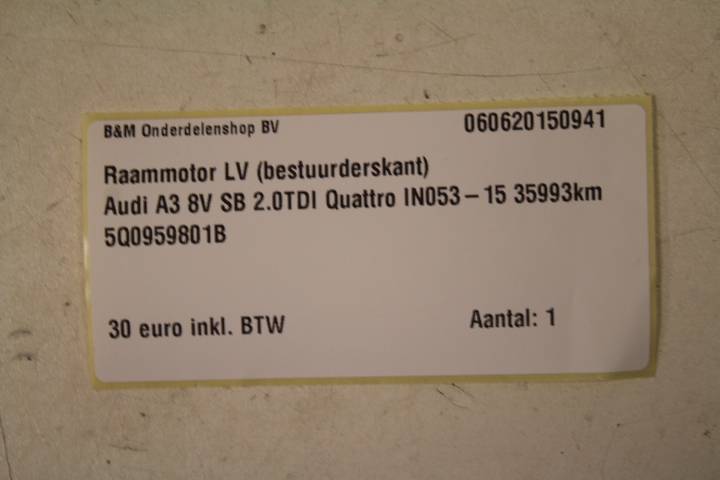 B&M Onderdelenshop BV 060620150941
Raammotor LV (bestuurderskant)
Audi A3 8V SB 2.0TDI Quattro IN053 – 15 35993km
5Q0959801B
30 euro inkl. BTW Aantal: 1